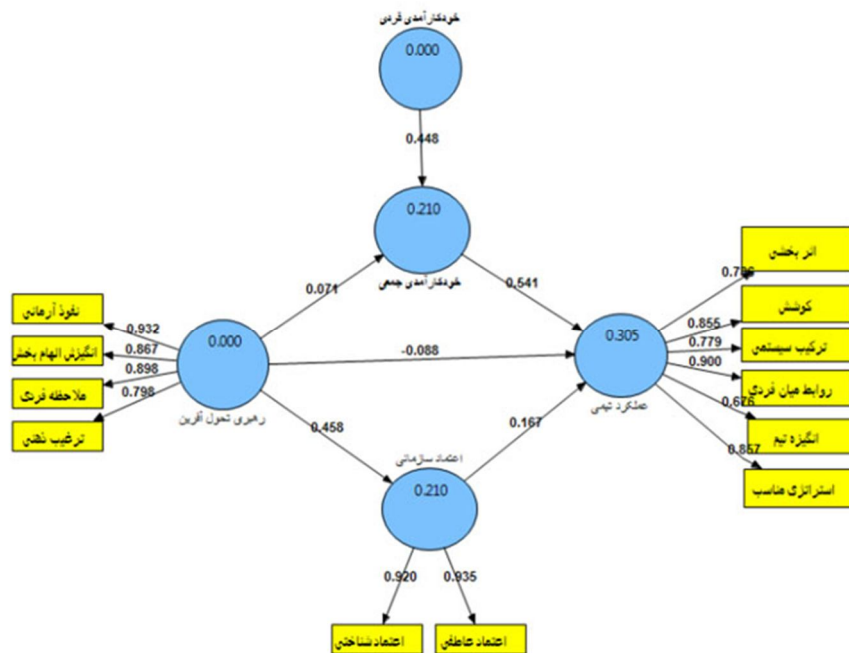 خودکارآمدی فردی
0.000
0.448
0.210
خودکارآمدی جمعی
0.071
0.541
نفوذ آرمانی
0.932
انگیزش الهام بخش
0.867
ملاحظه فردی
0.898
ترغیب ذهنی
0.798
0.000
رهبری تحول آفرین
-0.088
0.458
0.305
عملکرد تیمی
اثر بخشی
کوشش
0.855
ترکیب سیستمی
0.779
روابط میان فردی
0.900
انگیزه تیم
0.676
استراتژی مناسب
0.857
0.167
اعتماد سازمانی
0.210
0.920
0.935
اعتماد شناختی
اعتماد عاطفی